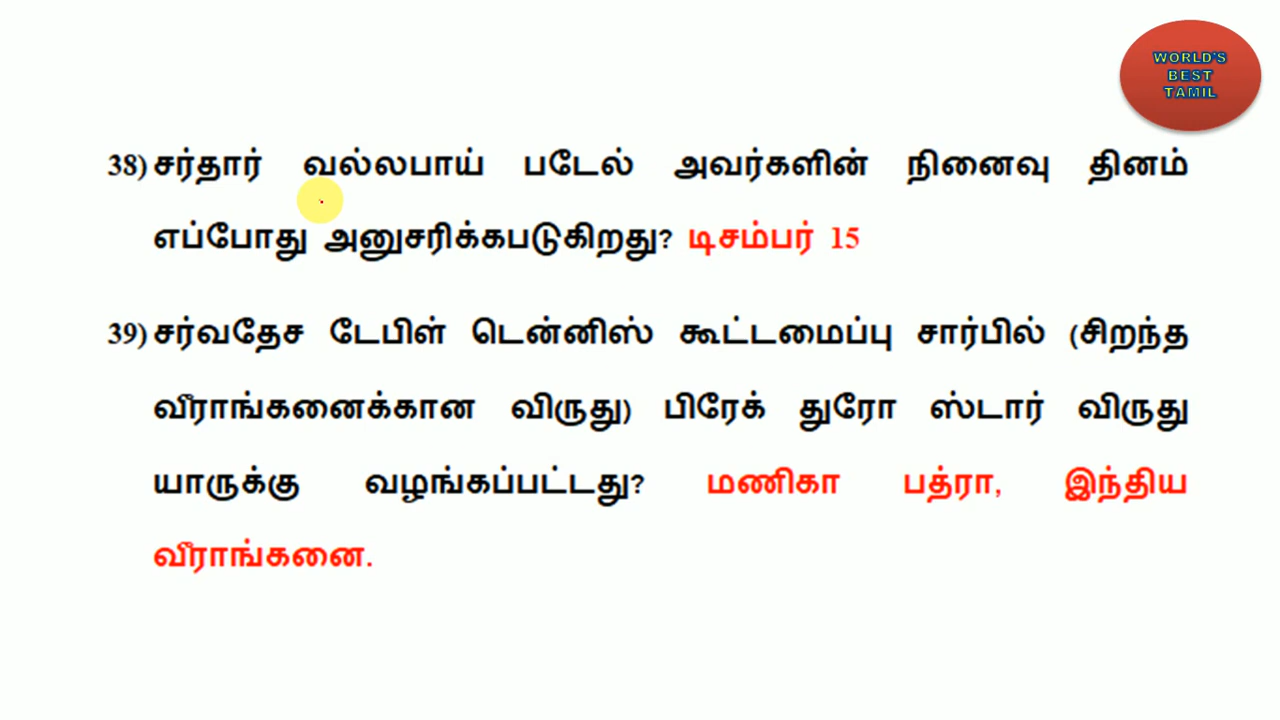 WORLD'S
BEST
TAMIL
38) சர்தார் வல்லபாய் படேல் அவர்களின் நினைவு தினம்
எப்போது அனுசரிக்கபடுகிறது? டிசம்பர் 15
39) சர்வதேச டேபிள் டென்னிஸ் கூட்டமைப்பு சார்பில் (சிறந்த
வீராங்கனைக்கான விருது) பிரேக் துரோ ஸ்டார் விருது
யாருக்கு வழங்கப்பட்டது? மணிகா பத்ரா, இந்திய
வீராங்கனை.